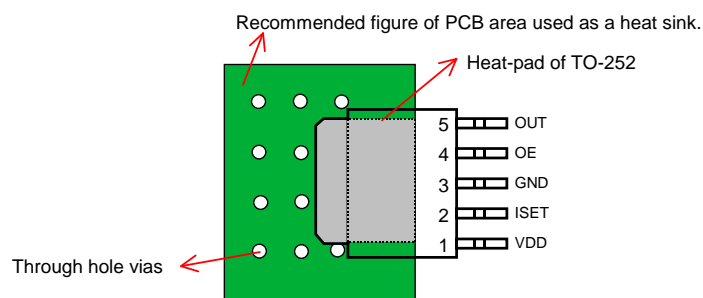 Recommended figure of PCB area used as a heat sink.
Heat-pad of TO-252
5 OUT
4 OE
3 GND
2 ISET
1 VDD
Through hole vias